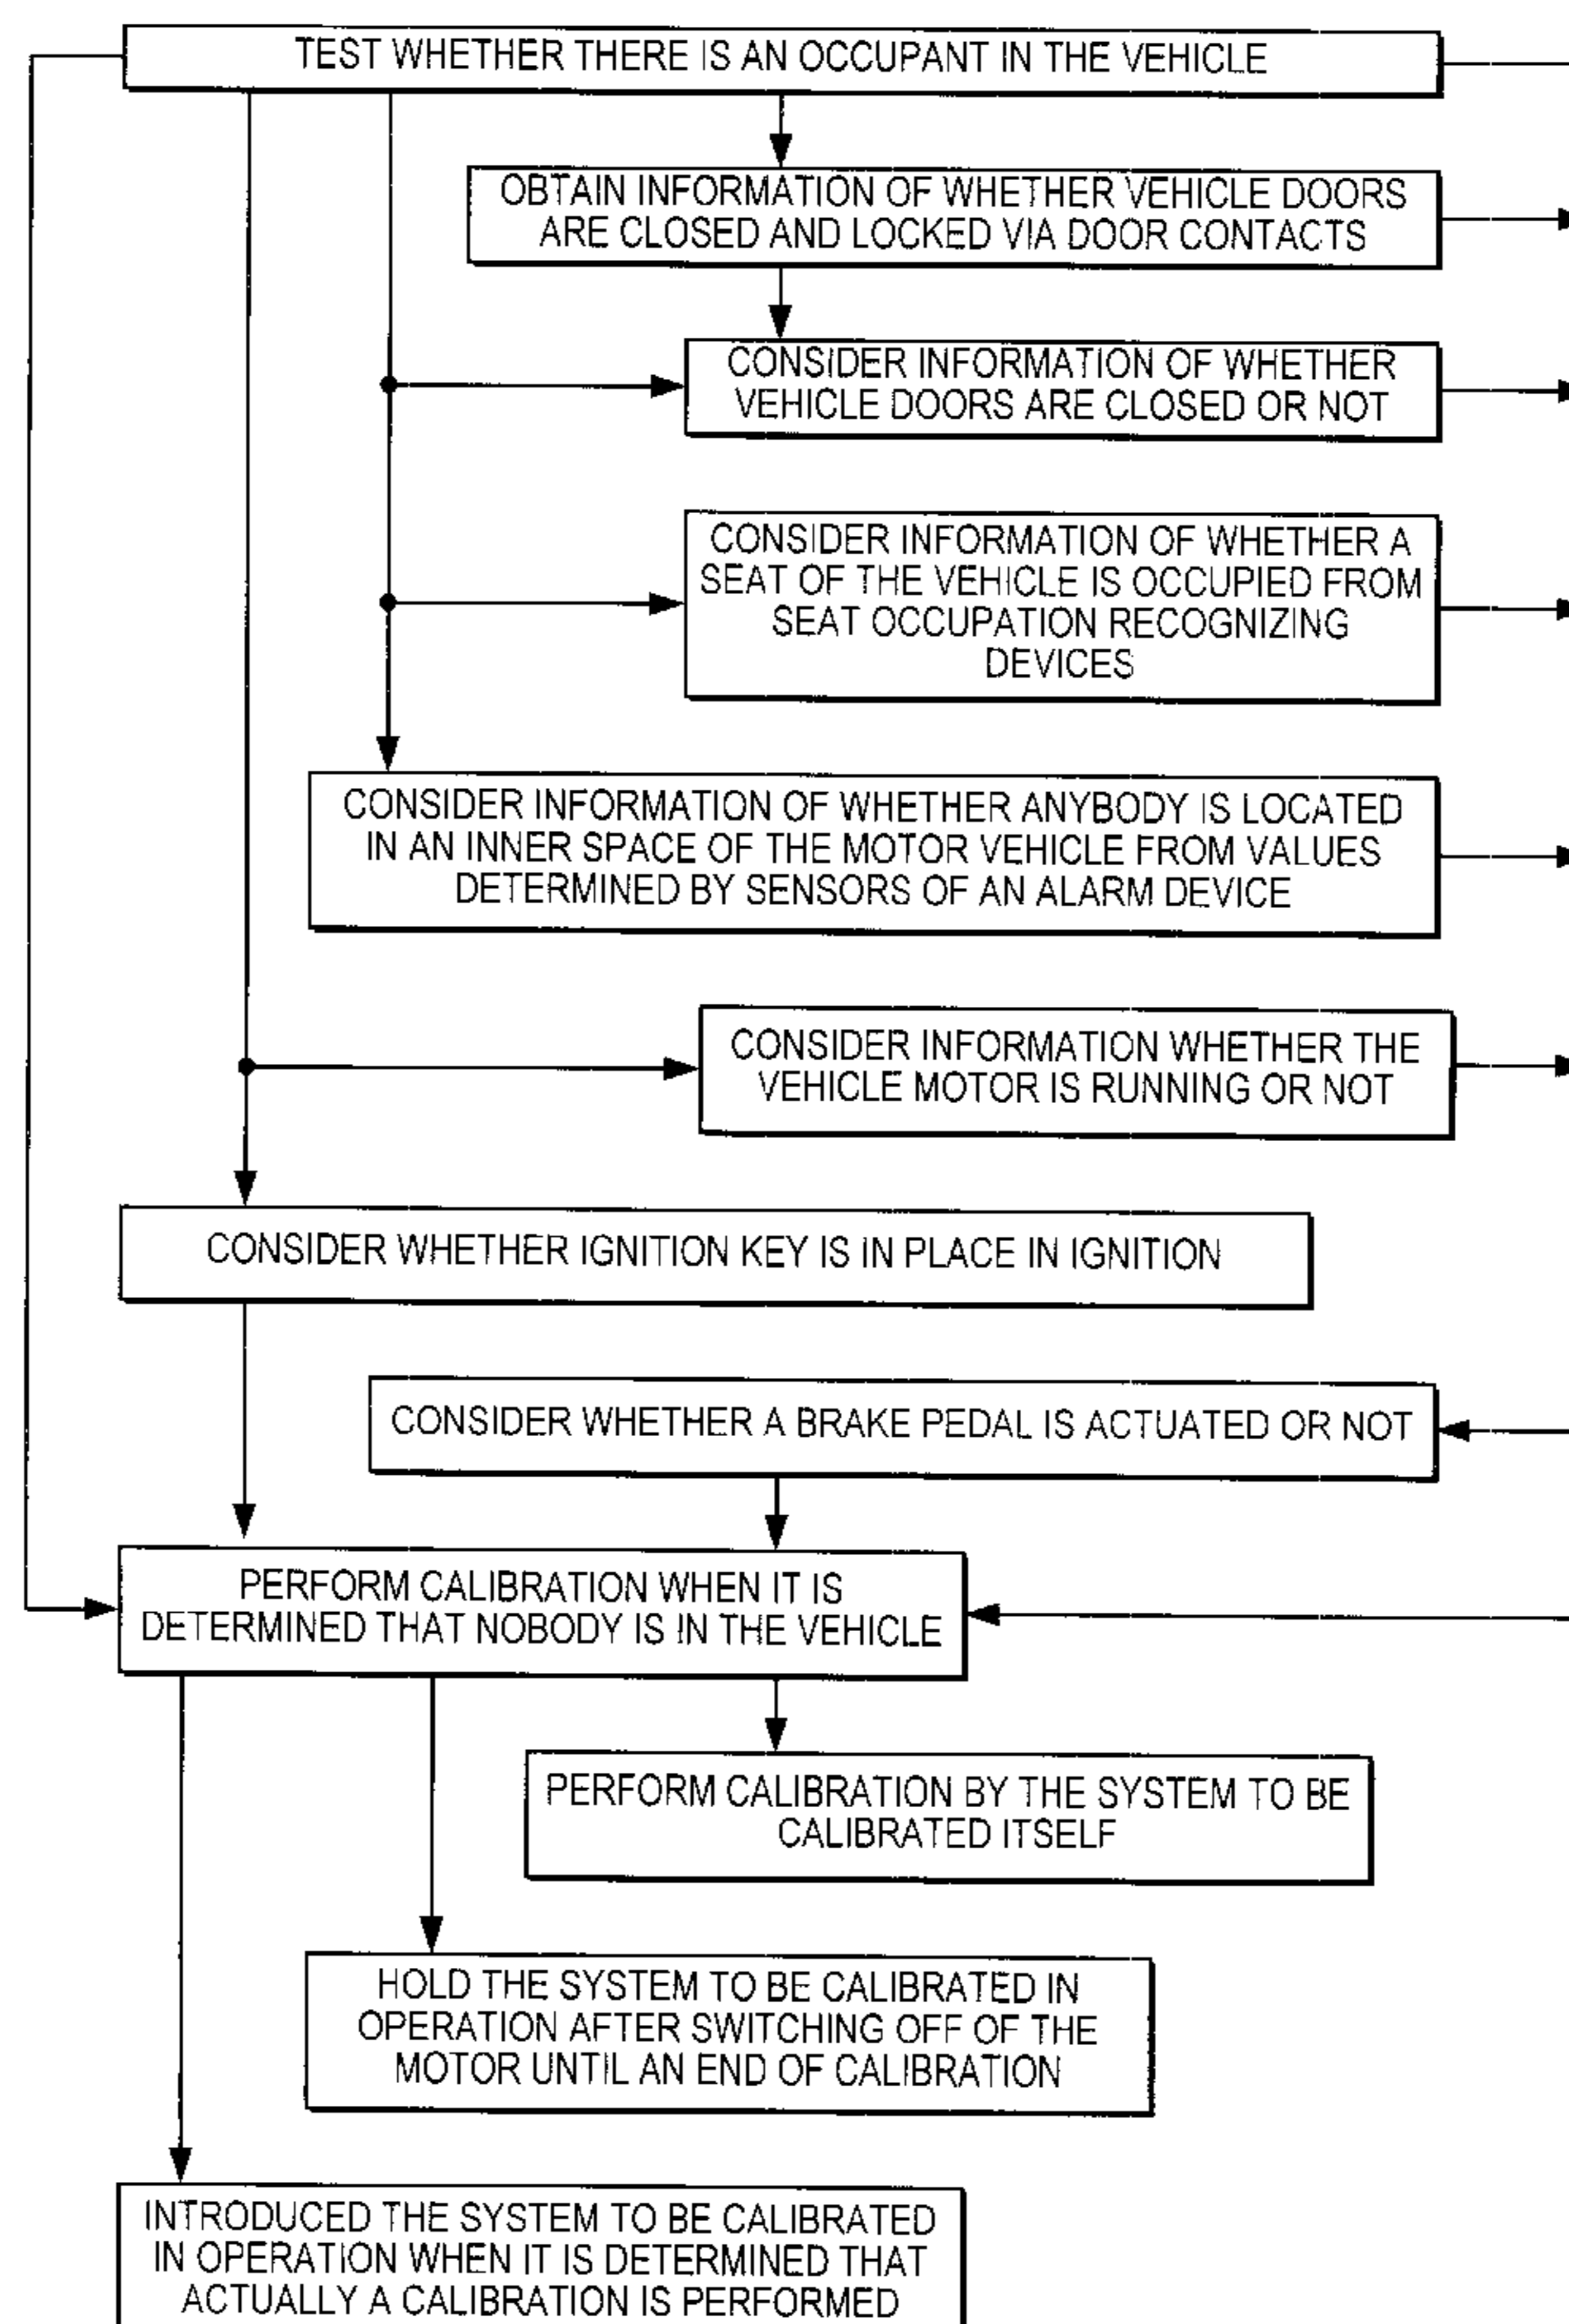 TEST WHETHER THERE IS AN OCCUPANT IN THE VEHICLE
OBTAIN INFORMATION OF WHETHER VEHICLE DOORS
ARE CLOSED AND LOCKED VIA DOOR CONTACTS
CONSIDER INFORMATION OF WHETHER
VEHICLE DOORS ARE CLOSED OR NOT
CONSIDER INFORMATION OF WHETHER A
SEAT OF THE VEHICLE IS OCCUPIED FROM
SEAT OCCUPATION RECOGNIZING
DEVICES
CONSIDER INFORMATION OF WHETHER ANYBODY IS LOCATED
IN AN INNER SPACE OF THE MOTOR VEHICLE FROM VALUES
DETERMINED BY SENSORS OF AN ALARM DEVICE
CONSIDER INFORMATION WHETHER THE
VEHICLE MOTOR IS RUNNING OR NOT
CONSIDER WHETHER IGNITION KEY IS IN PLACE IN IGNITION
CONSIDER WHETHER A BRAKE PEDAL IS ACTUATED OR NOT
PERFORM CALIBRATION WHEN IT IS
DETERMINED THAT NOBODY IS IN THE VEHICLE
PERFORM CALIBRATION BY THE SYSTEM TO BE
CALIBRATED ITSELF
HOLD THE SYSTEM TO BE CALIBRATED IN
OPERATION AFTER SWITCHING OFF OF THE
MOTOR UNTIL AN END OF CALIBRATION
INTRODUCED THE SYSTEM TO BE CALIBRATED
IN OPERATION WHEN IT IS DETERMINED THAT
ACTUALLY A CALIBRATION IS PERFORMED